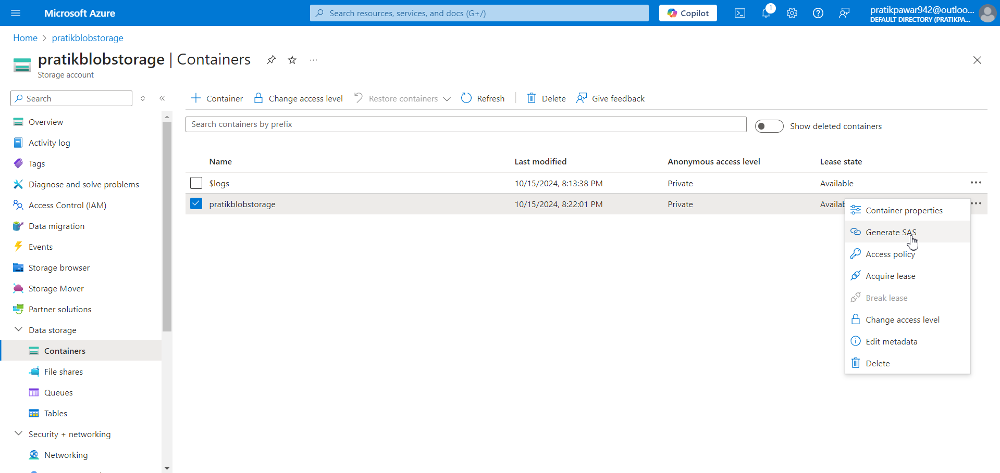 Microsoft Azure
Search resources, services, and docs (G+/)
Copilot
1
pratikpawar942@outloo...
DEFAULT DIRECTORY (PRATIKPA...
Home > pratikblobstorage
pratikblobstorage | Containers
Storage account
Search
Container
Change access level
Restore containers
Refresh
Delete
Give feedback
Search containers by prefix
Show deleted containers
Overview
Activity log
Tags
Diagnose and solve problems
Access Control (IAM)
Data migration
Events
Storage browser
Storage Mover
Partner solutions
Data storage
Containers
File shares
Queues
Tables
Security + networking
Networking
Name Last modified Anonymous access level Lease state
$logs 10/15/2024, 8:13:38 PM Private Available
pratikblobstorage 10/15/2024, 8:22:01 PM Private Availab
Container properties
Generate SAS
Access policy
Acquire lease
Break lease
Change access level
Edit metadata
Delete